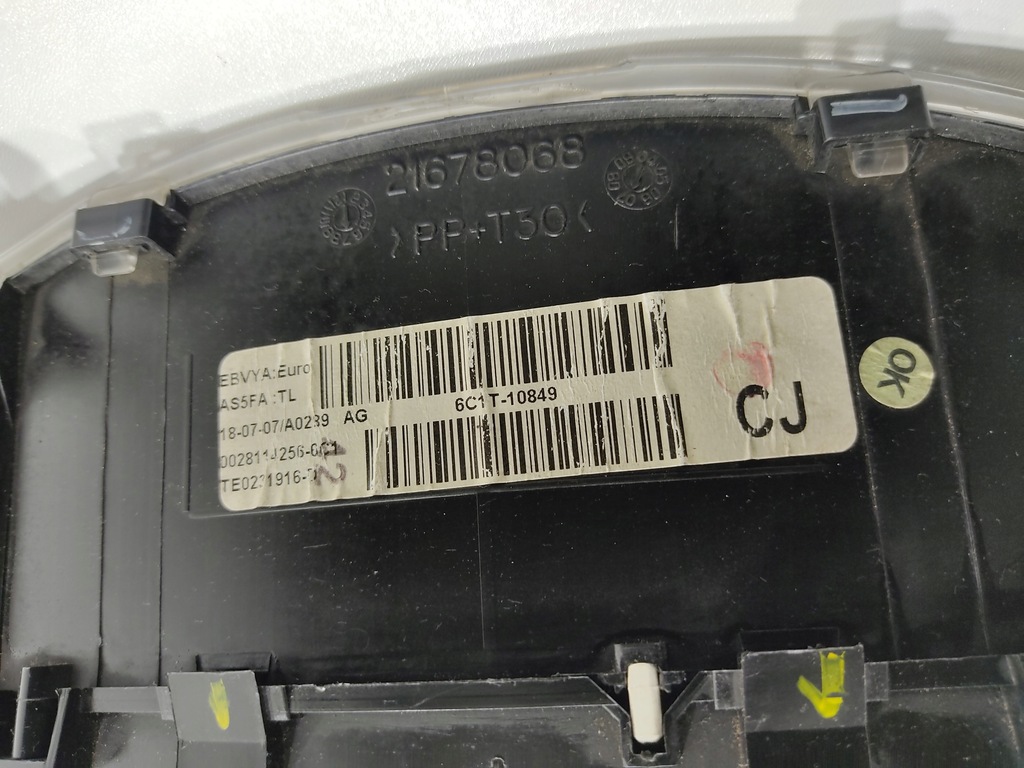 21678068
>PP+T30<
EBVYA:Euro
AS5FA :TL
18-07-07/A0239 AG
6C1T-10849
CJ
OK